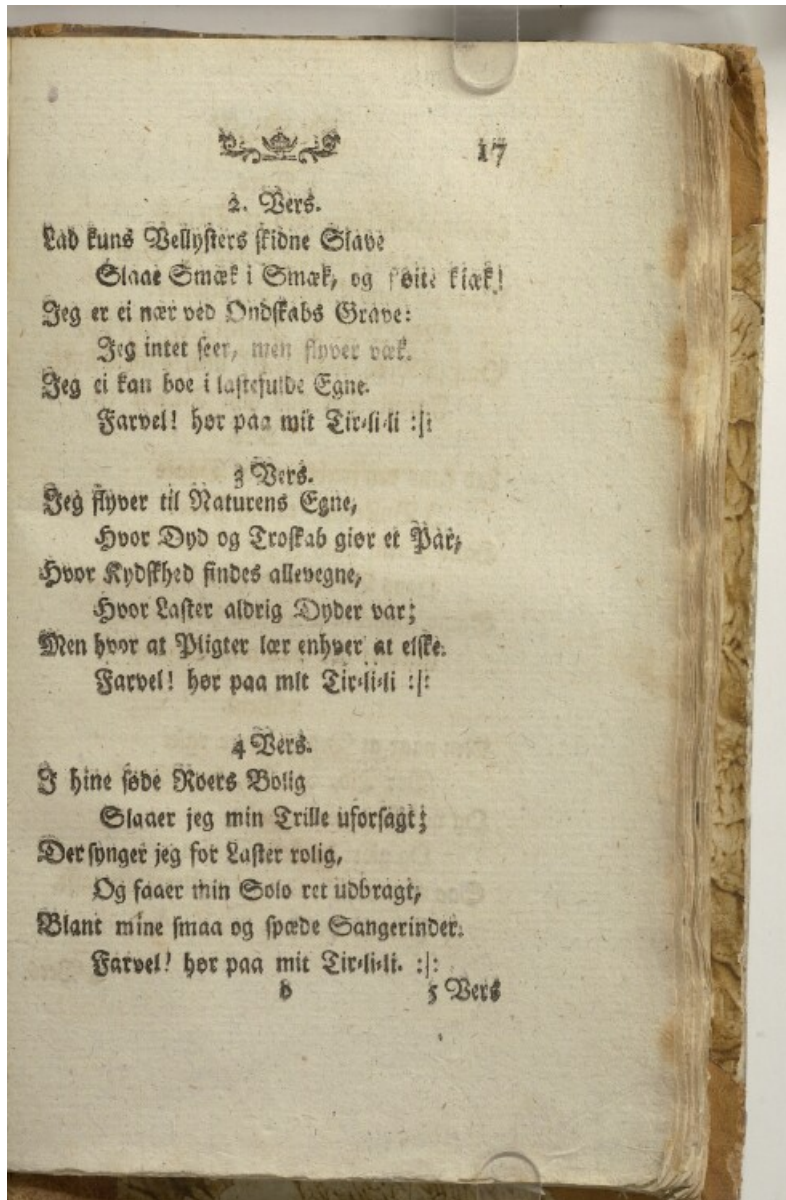 17
2. Vers.
Lad kuns Vellysters skidne Slave
Slaae Smæk i Smæk, og kiæk!
Jeg er ei nær ved Ondskabs Grave:
Jeg intet seer, men flyver væk.
Jeg ei kan boe i lastefulde Egne.
Farvel! hør paa mit Tir-li-li :|:
3 Vers.
Jeg flyver til Naturens Egne,
Hvor Dyd og Troskab giør et Par,
Hvor Kydskhed findes allevegne,
Hvor Laster aldrig Dyder var;
Men hvor at Pligter lær enhver at elske.
Farvel! hør paa mit Tir-li-li :|:
4 Vers.
I hine søde Roers Bolig
Slaaer jeg min Trille uforsagt;
Der synger jeg for Laster rolig,
Og faaer min Solo ret udbragt,
Blant mine smaa og spæde Sangerinder.
Farvel! hør paa mit Tir-li-li. :|:
b 5 Vers